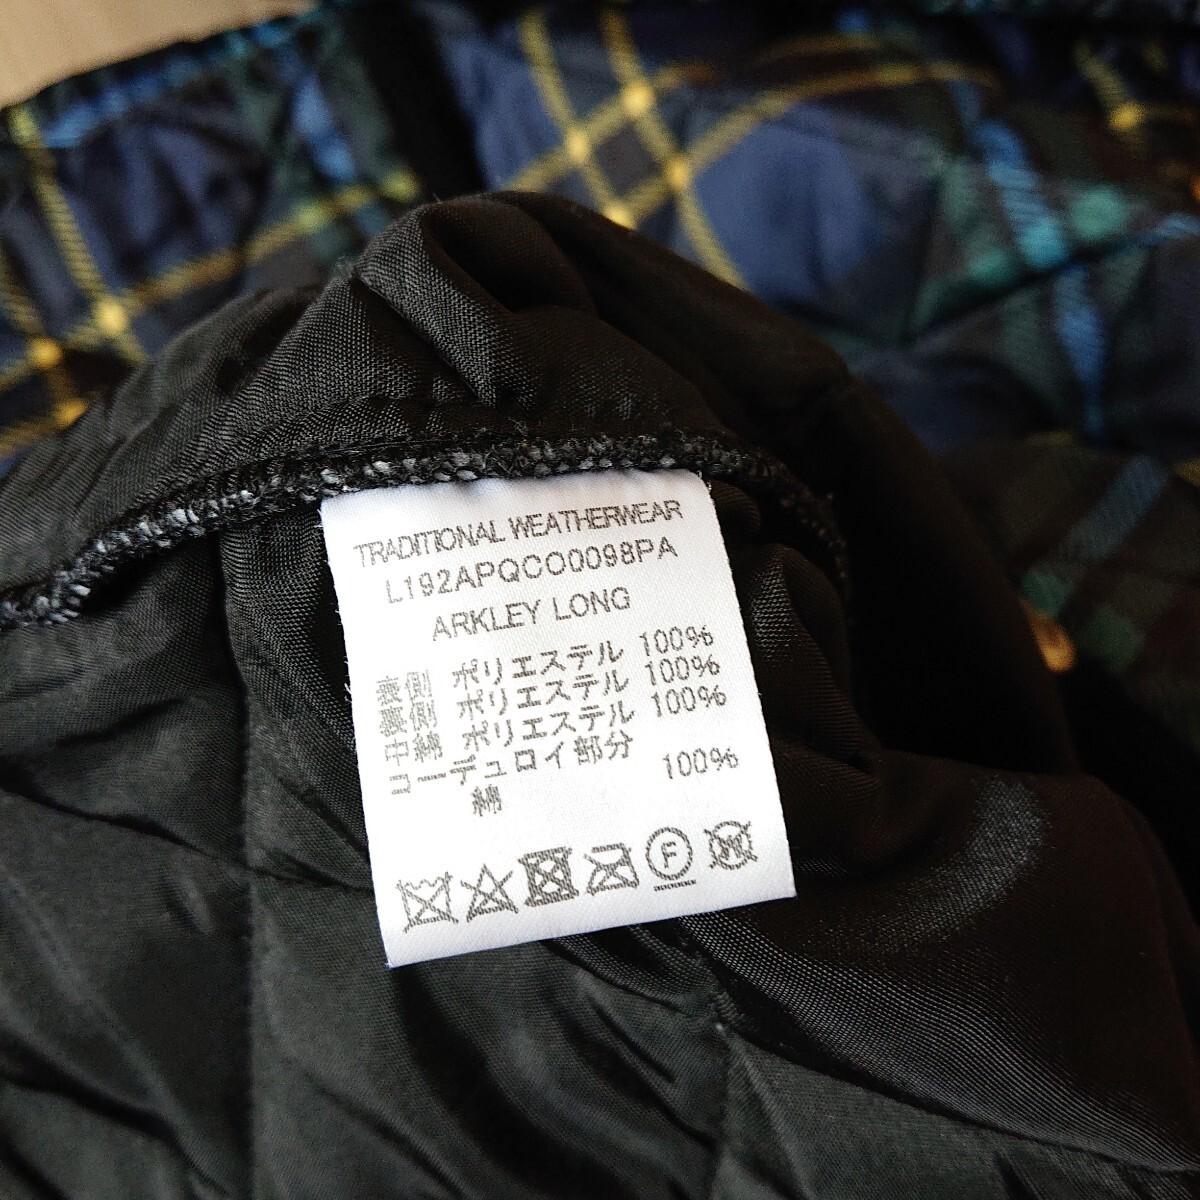 TRADITIONAL WEATHERWEAR
L192APQCO0098PA
ARKLEY LONG
表側 ポリエステル 100%
裏側 ポリエステル 100%
中綿 ポリエステル 100%
コーデュロイ部分
綿 100%
F W